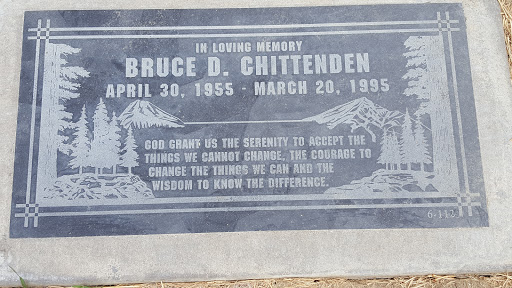 IN LOVING MEMORY
BRUCE D. CHITTENDEN
APRIL 30, 1955 - MARCH 20, 1995
GOD GRANT US THE SERENITY TO ACCEPT THE
THINGS WE CANNOT CHANGE, THE COURAGE TO
CHANGE THE THINGS WE CAN AND THE
WISDOM TO KNOW THE DIFFERENCE.
6-112